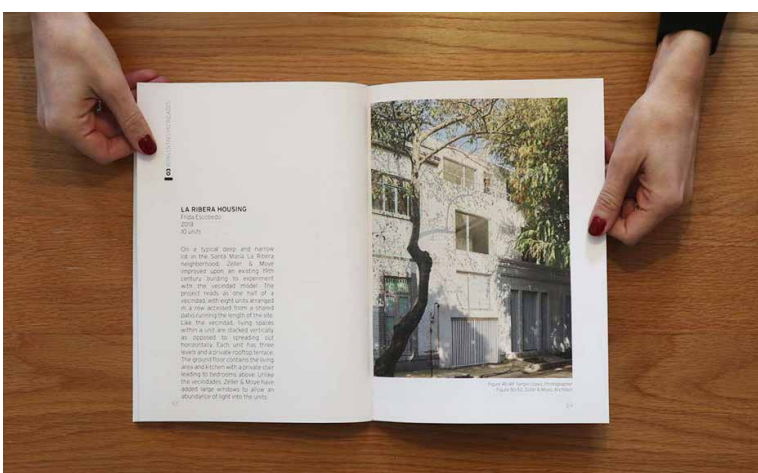 03
LA RIBERA HOUSING
Frida Escobedo
2019
10 units
On a typical deep and narrow
lot in the Santa Maria La Ribera
neighborhood, Zeller & Moye
improved upon an existing 19th
century building to experiment
with the vecindad model. The
project reads as one half of a
vecindad, with eight units arranged
in a row accessed from a shared
patio running the length of the site.
Like the vecindad, living spaces
within a unit are stacked vertically
as opposed to spreading out
horizontally. Each unit has three
levels and a private rooftop terrace.
The ground floor contains the living
area and kitchen with a private stair
leading to bedrooms above. Unlike
the vecindades, Zeller & Moye have
added large windows to allow an
abundance of light into the units.
Photographer
Zeller & Moye, Architect